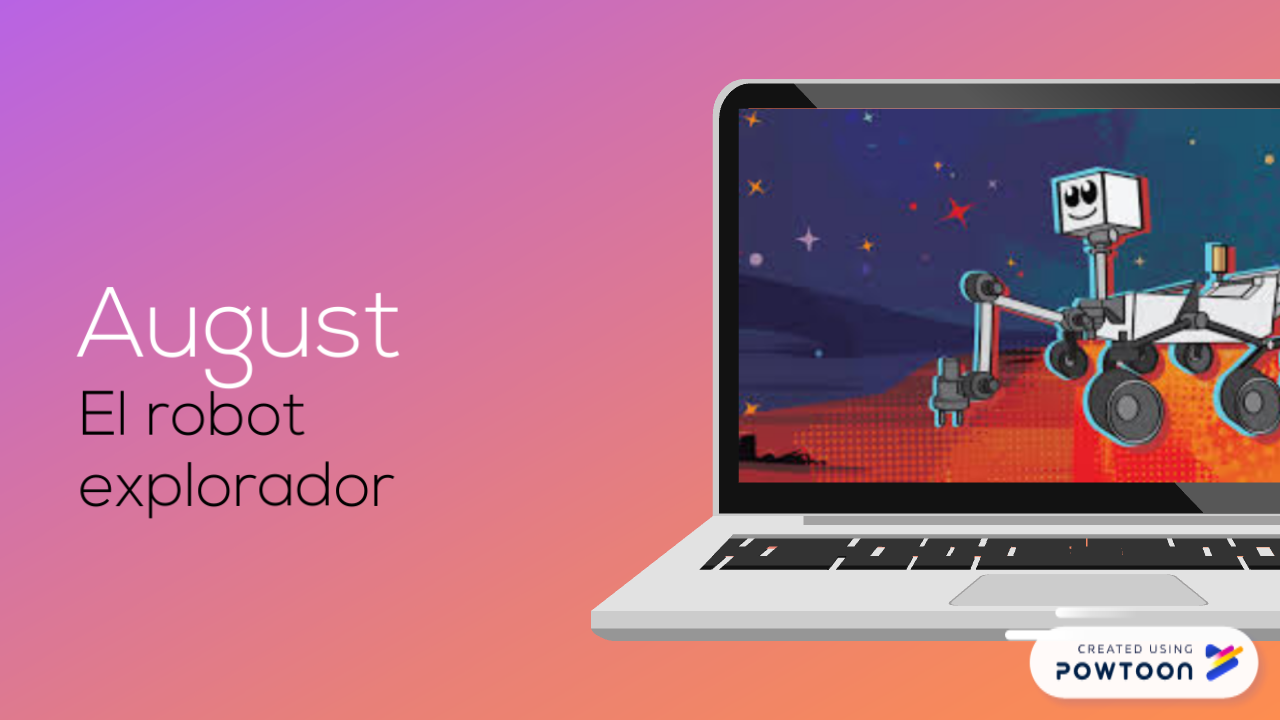 August
El robot
explorador
CREATED USING
POWTOON